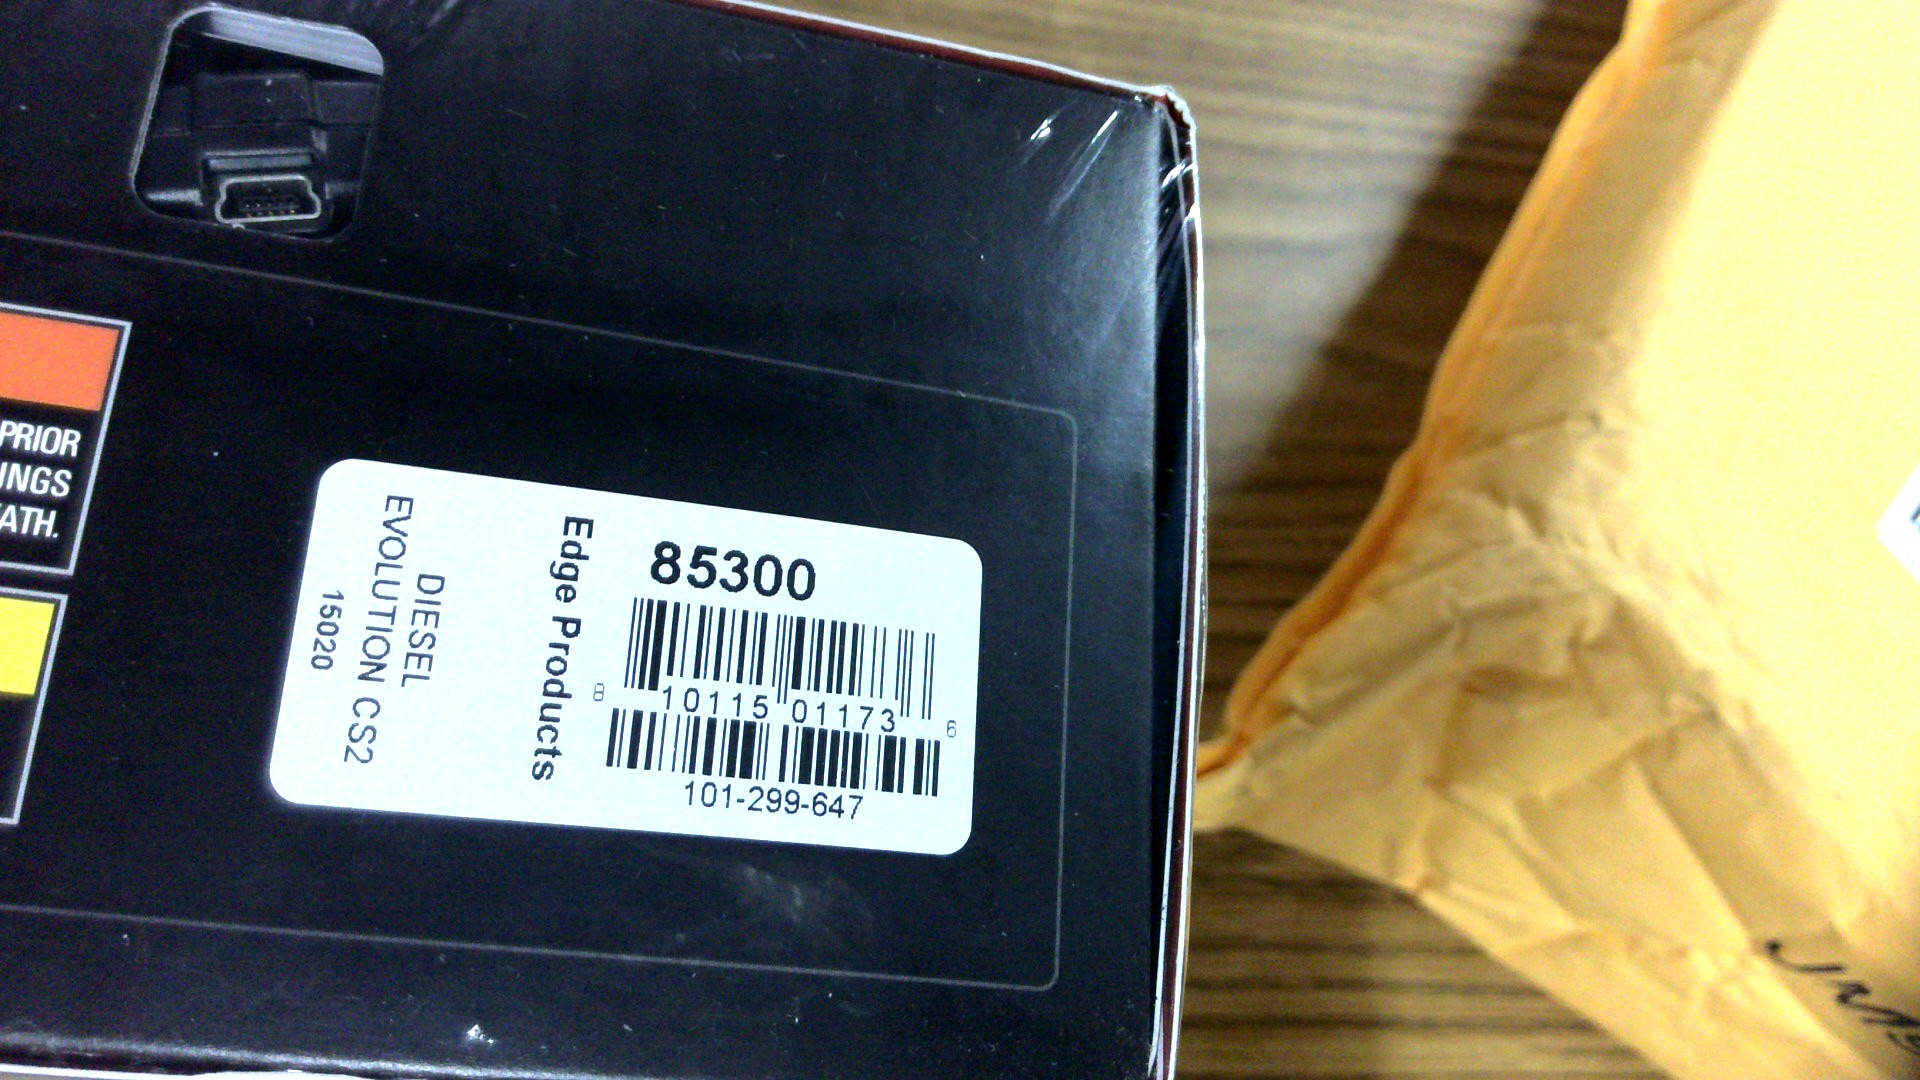 PRIOR
INGS
ATH.
85300
8 10115 01173 6
101-299-647
Edge Products
DIESEL
EVOLUTION CS2
15020